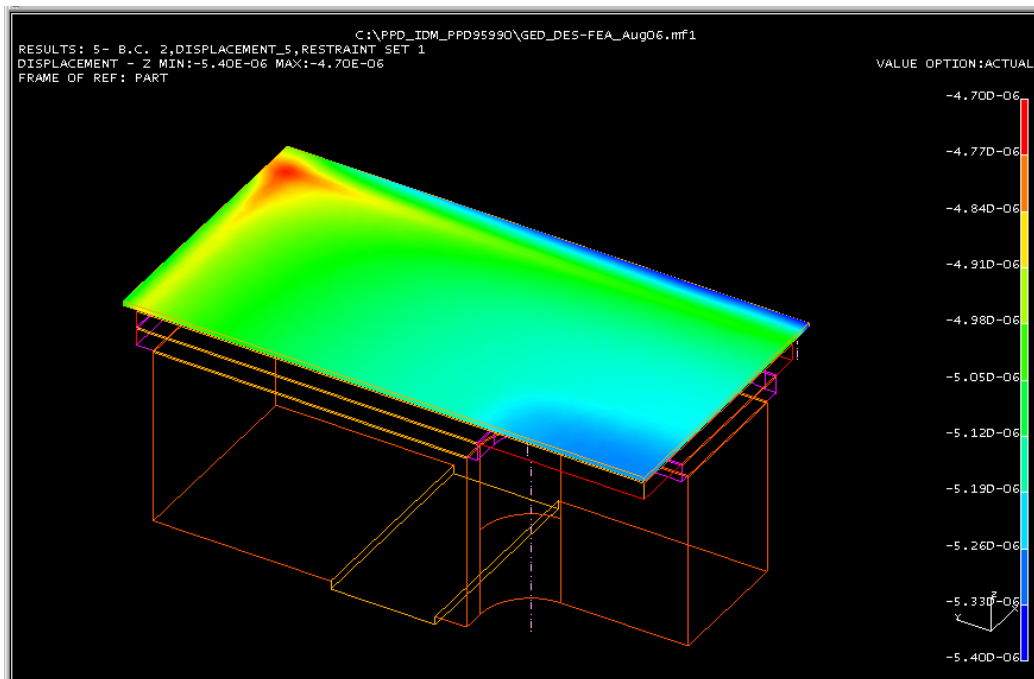 C:\PPD_IDM_PPD95990\GED_DES-FEA_Aug06.mf1
RESULTS: 5- B.C. 2,DISPLACEMENT_5,RESTRAINT SET 1
DISPLACEMENT - Z MIN:-5.40E-06 MAX:-4.70E-06
VALUE OPTION:ACTUAL
FRAME OF REF: PART
-4.70D-06
-4.77D-06
-4.84D-06
-4.91D-06
-4.98D-06
-5.05D-06
-5.12D-06
-5.19D-06
-5.26D-06
-5.33D-06
-5.40D-06
Z
Y
X